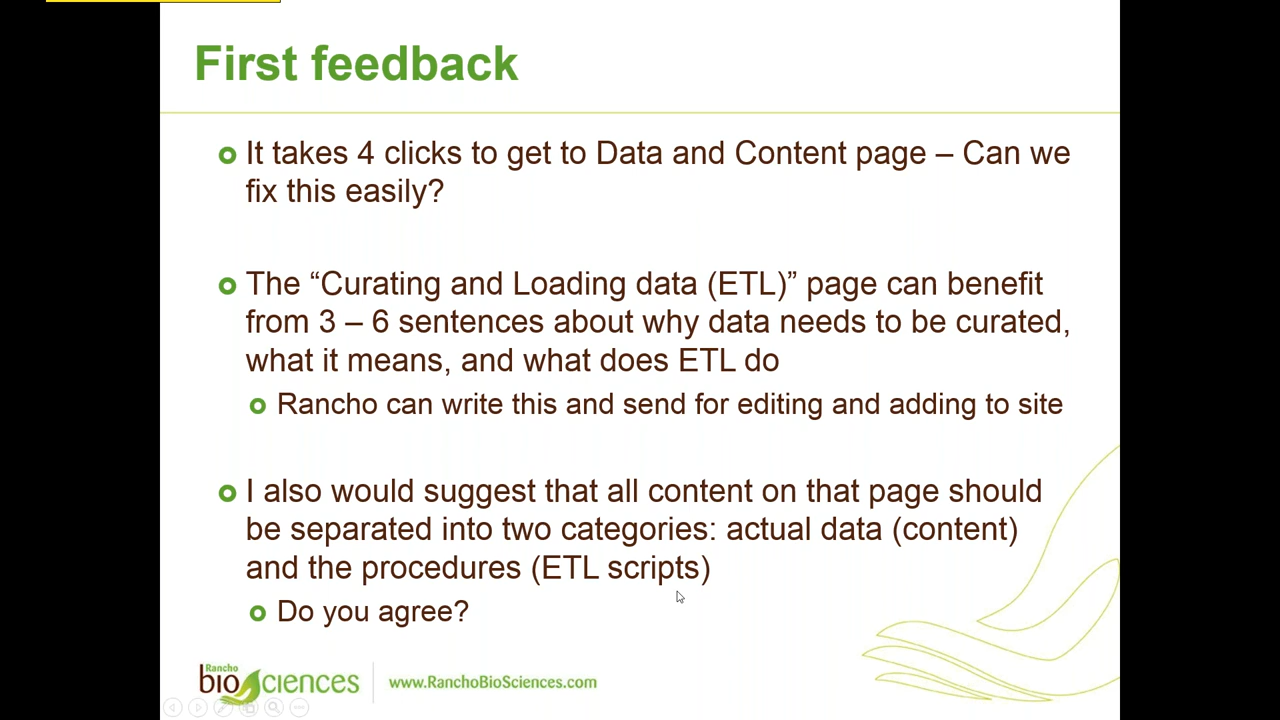 First feedback
It takes 4 clicks to get to Data and Content page – Can we
fix this easily?
The “Curating and Loading data (ETL)” page can benefit
from 3 – 6 sentences about why data needs to be curated,
what it means, and what does ETL do
Rancho can write this and send for editing and adding to site
I also would suggest that all content on that page should
be separated into two categories: actual data (content)
and the procedures (ETL scripts)
Do you agree?
Rancho
biosciences
www.RanchoBioSciences.com